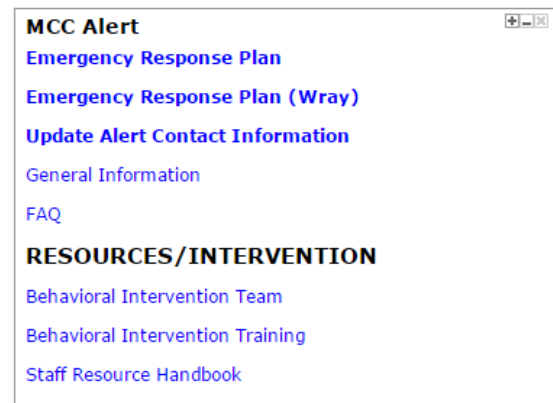 MCC Alert
Emergency Response Plan
Emergency Response Plan (Wray)
Update Alert Contact Information
General Information
FAQ
RESOURCES/INTERVENTION
Behavioral Intervention Team
Behavioral Intervention Training
Staff Resource Handbook